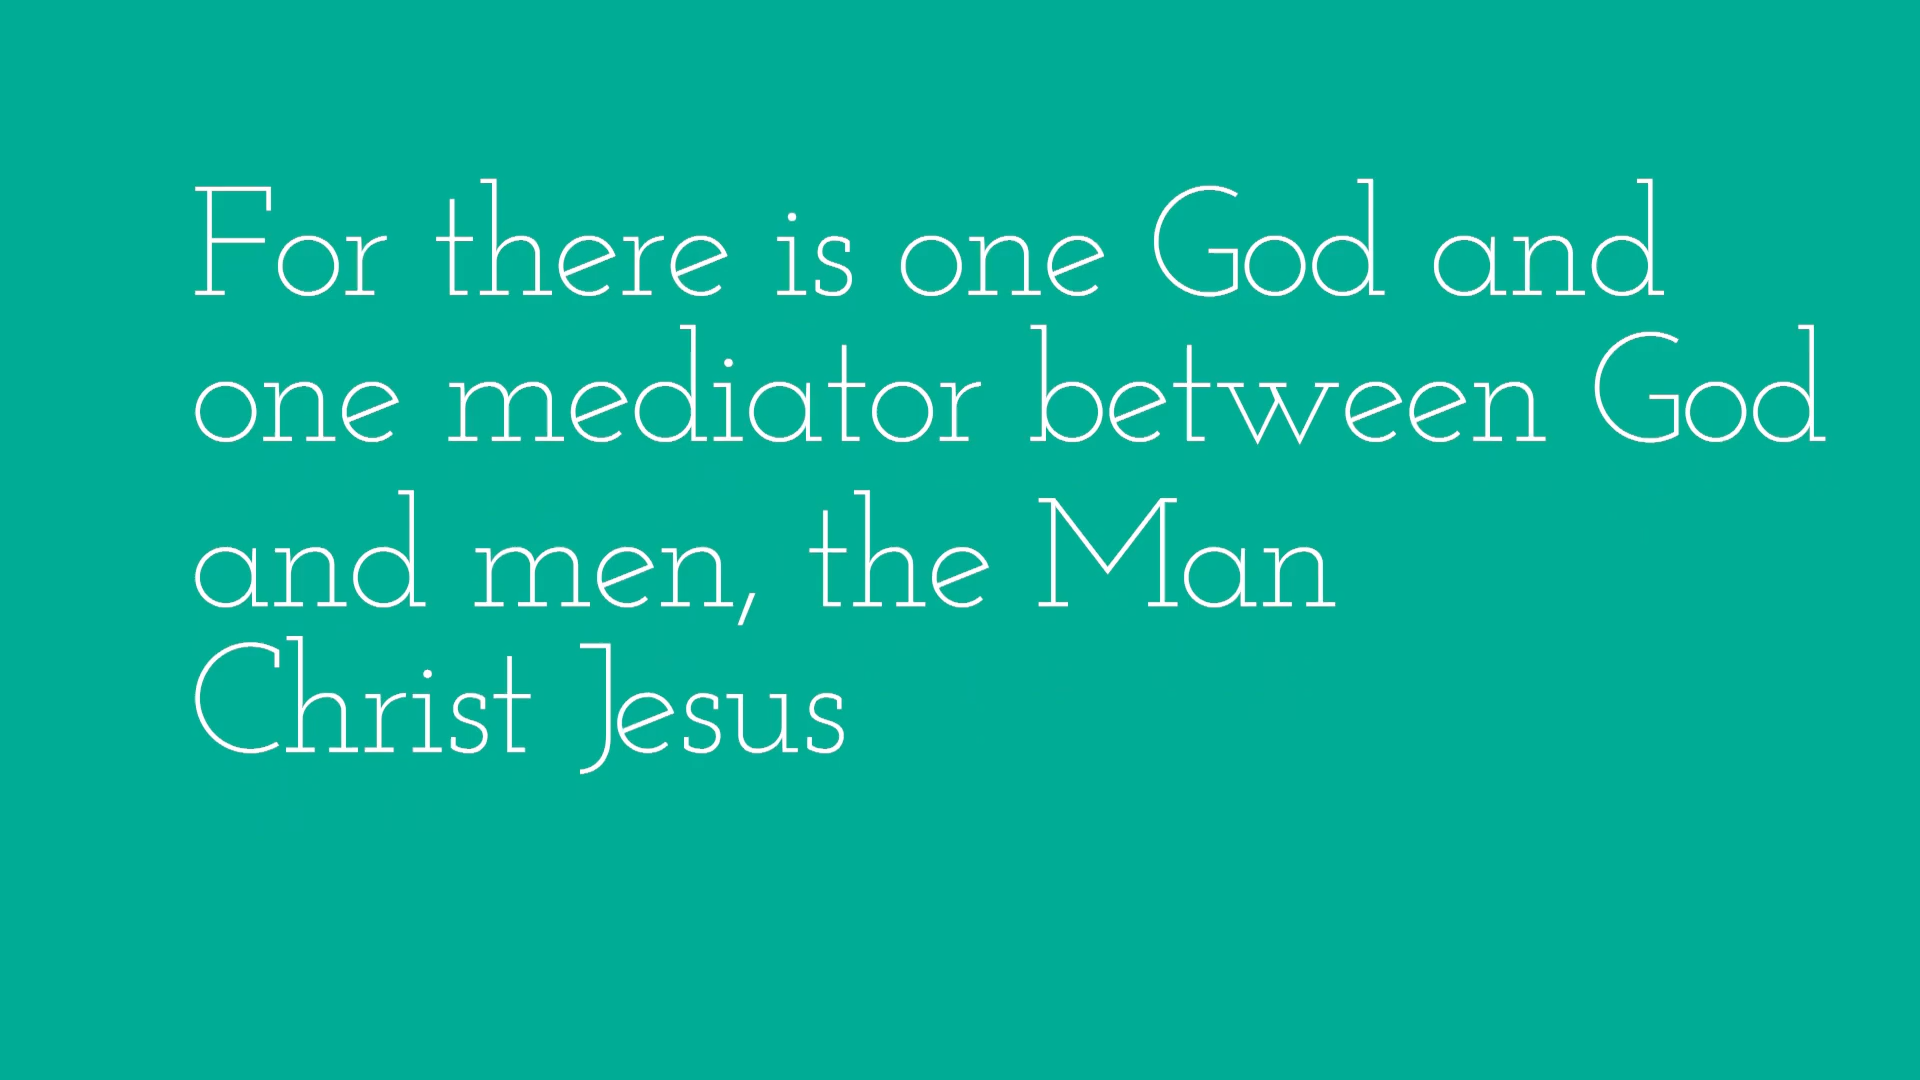 For there is one God and
one mediator between God
and men, the Man
Christ Jesus